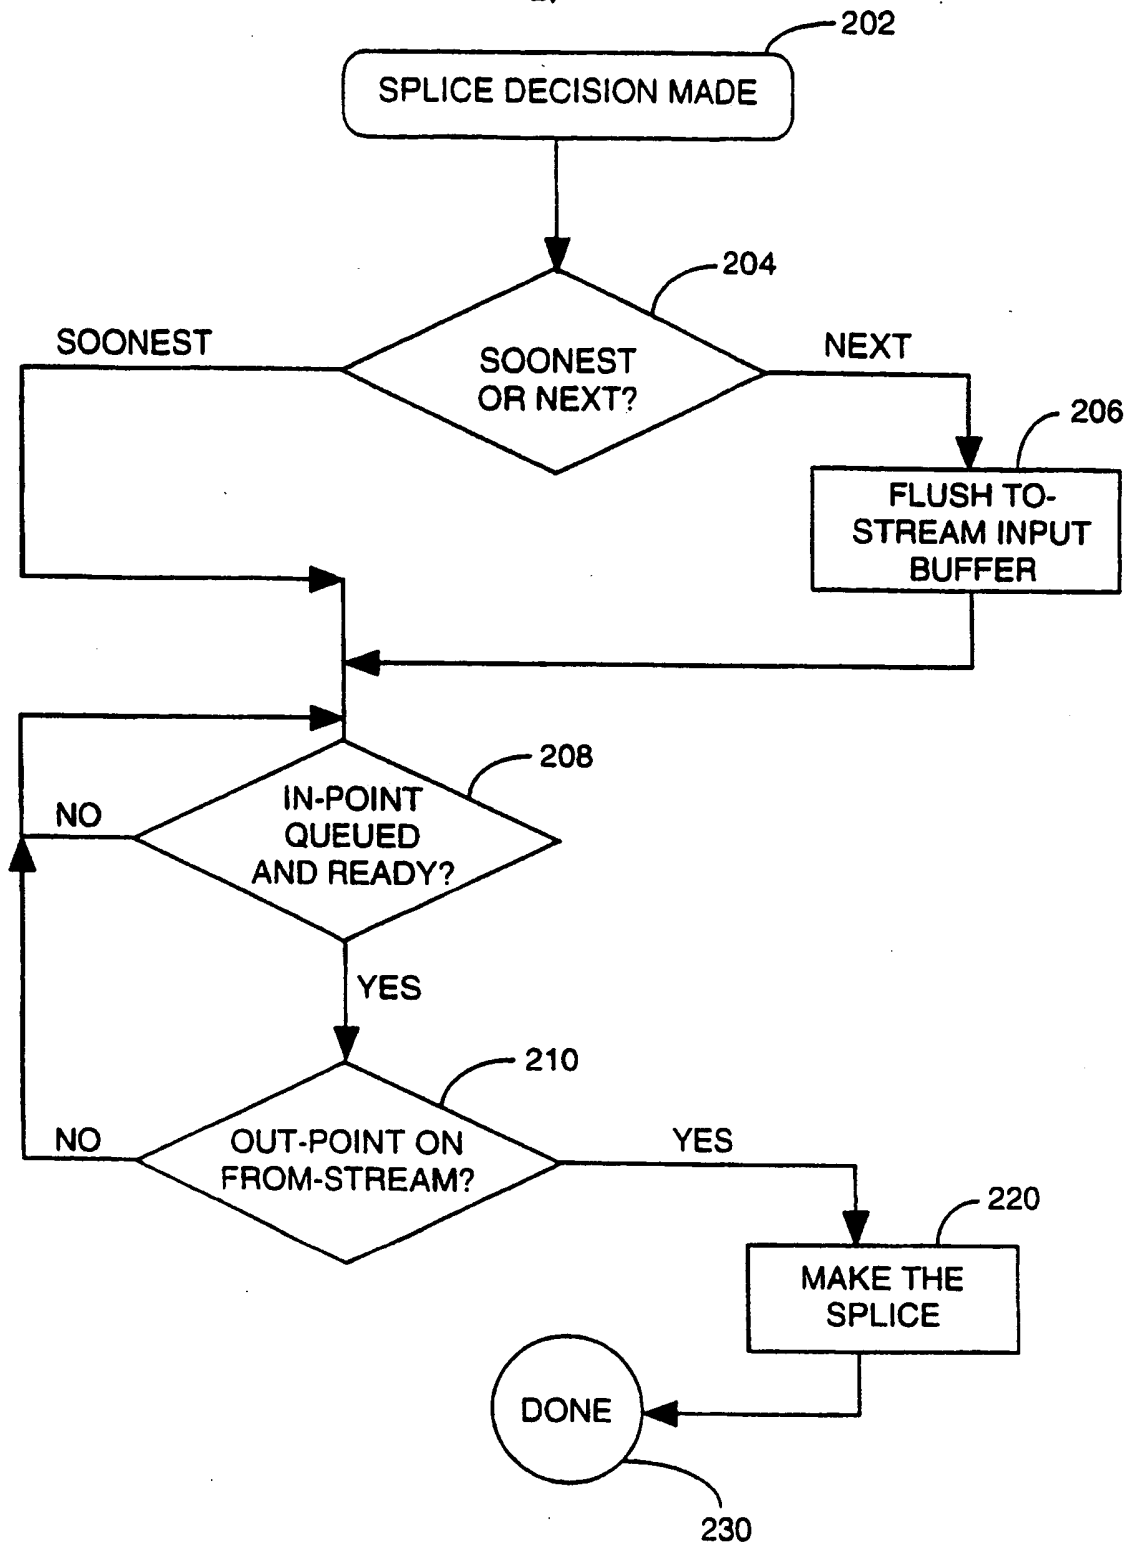 202
SPLICE DECISION MADE
204
SOONEST
NEXT
SOONEST
OR NEXT?
206
FLUSH TO-
STREAM INPUT
BUFFER
208
IN-POINT
QUEUED
AND READY?
NO
YES
210
OUT-POINT ON
FROM-STREAM?
NO
YES
220
MAKE THE
SPLICE
DONE
230